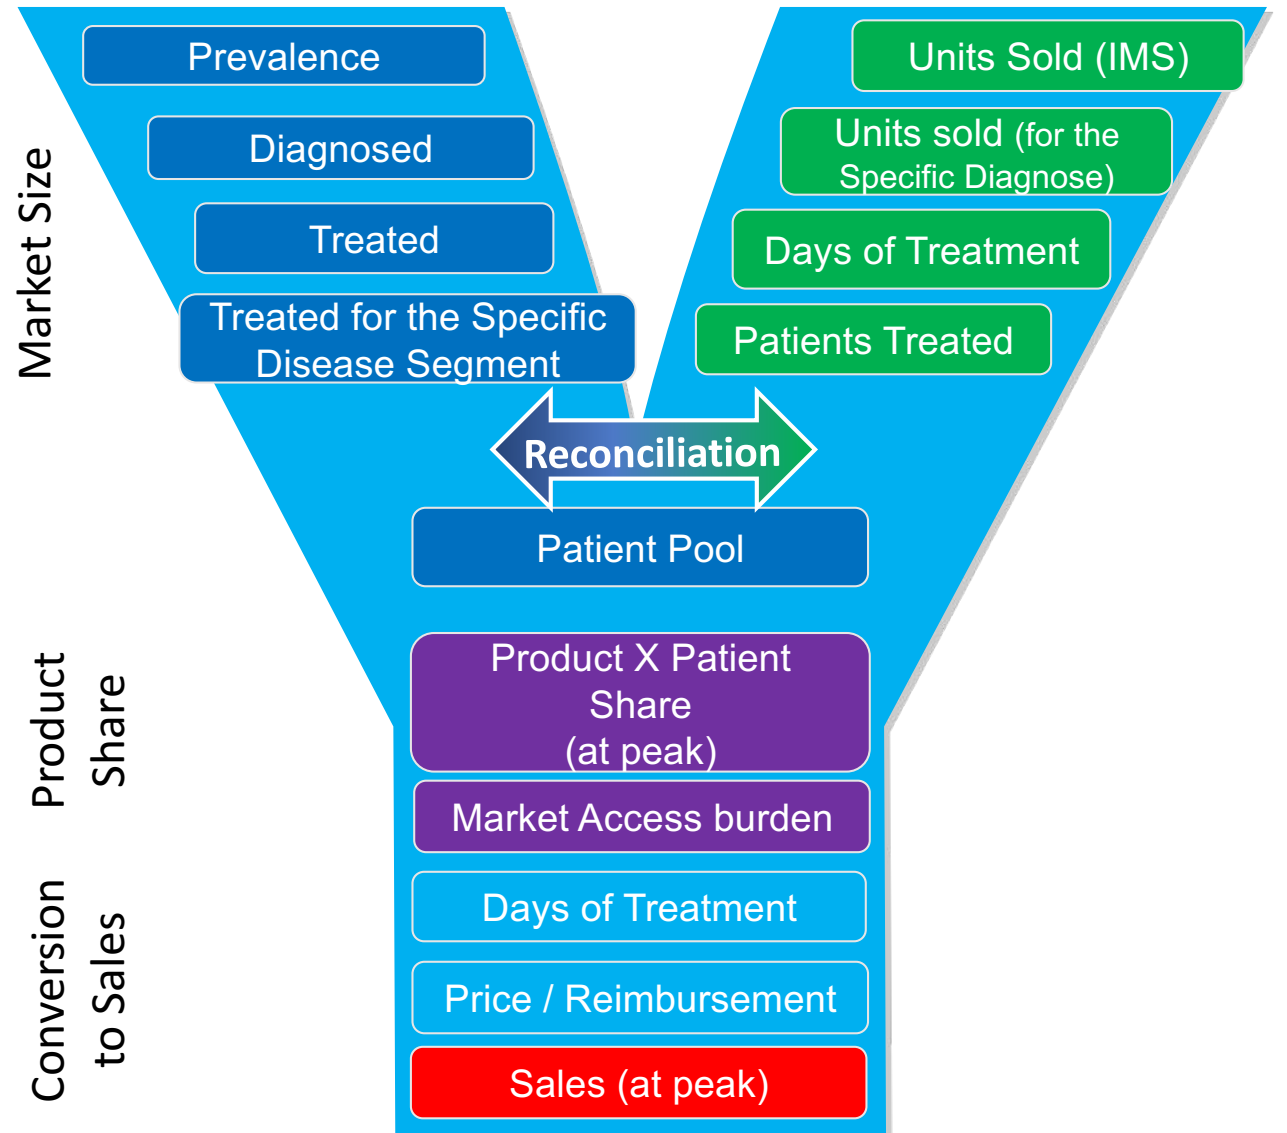 Market Size
Prevalence
Diagnosed
Treated
Treated for the Specific
Disease Segment
Units Sold (IMS)
Units sold (for the
Specific Diagnose)
Days of Treatment
Patients Treated
Reconciliation
Patient Pool
Product
Share
Product X Patient
Share
(at peak)
Market Access burden
Conversion
to Sales
Days of Treatment
Price / Reimbursement
Sales (at peak)